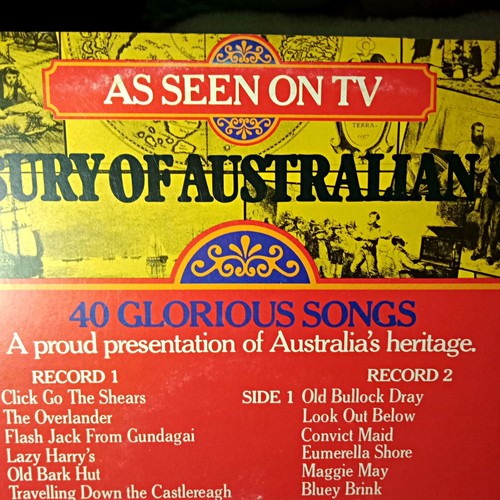 AS SEEN ON TV
TERRA
SURY OF AUSTRALIAN
40 GLORIOUS SONGS
A proud presentation of Australia's heritage.
RECORD 1
Click Go The Shears
The Overlander
Flash Jack From Gundagai
Lazy Harry's
Old Bark Hut
Travelling Down the Castlereagh
RECORD 2
SIDE 1 Old Bullock Dray
Look Out Below
Convict Maid
Eumerella Shore
Maggie May
Bluey Brink